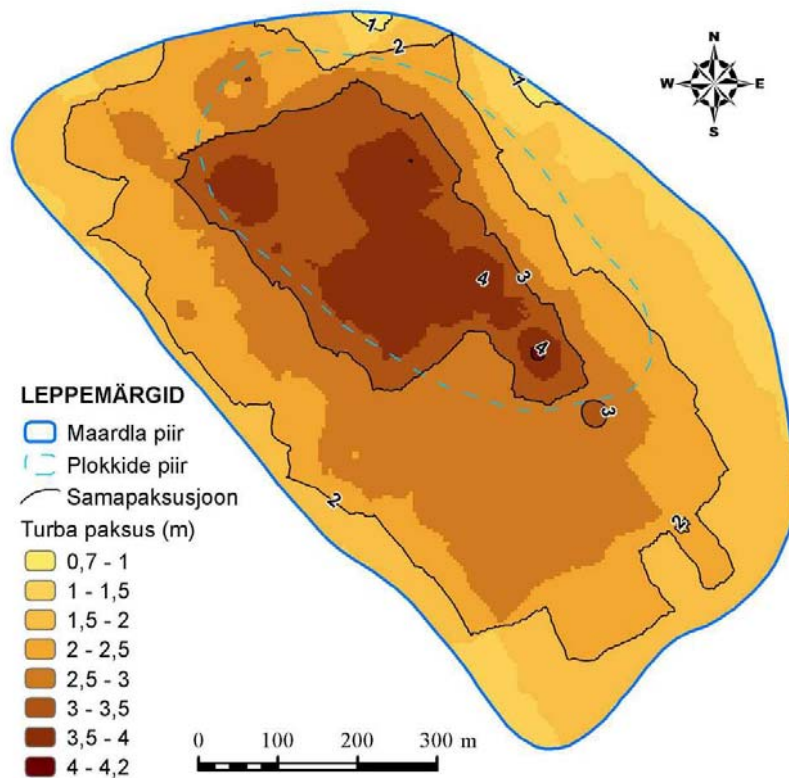 1
2
1
N
W E
S
3
4
4
3
2
2
LEPPEMÄRGID
Maardla piir
Plokkide piir
Samapaksusjoon
Turba paksus (m)
0,7 - 1
1 - 1,5
1,5 - 2
2 - 2,5
2,5 - 3
3 - 3,5
3,5 - 4
4 - 4,2
0 100 200 300 m